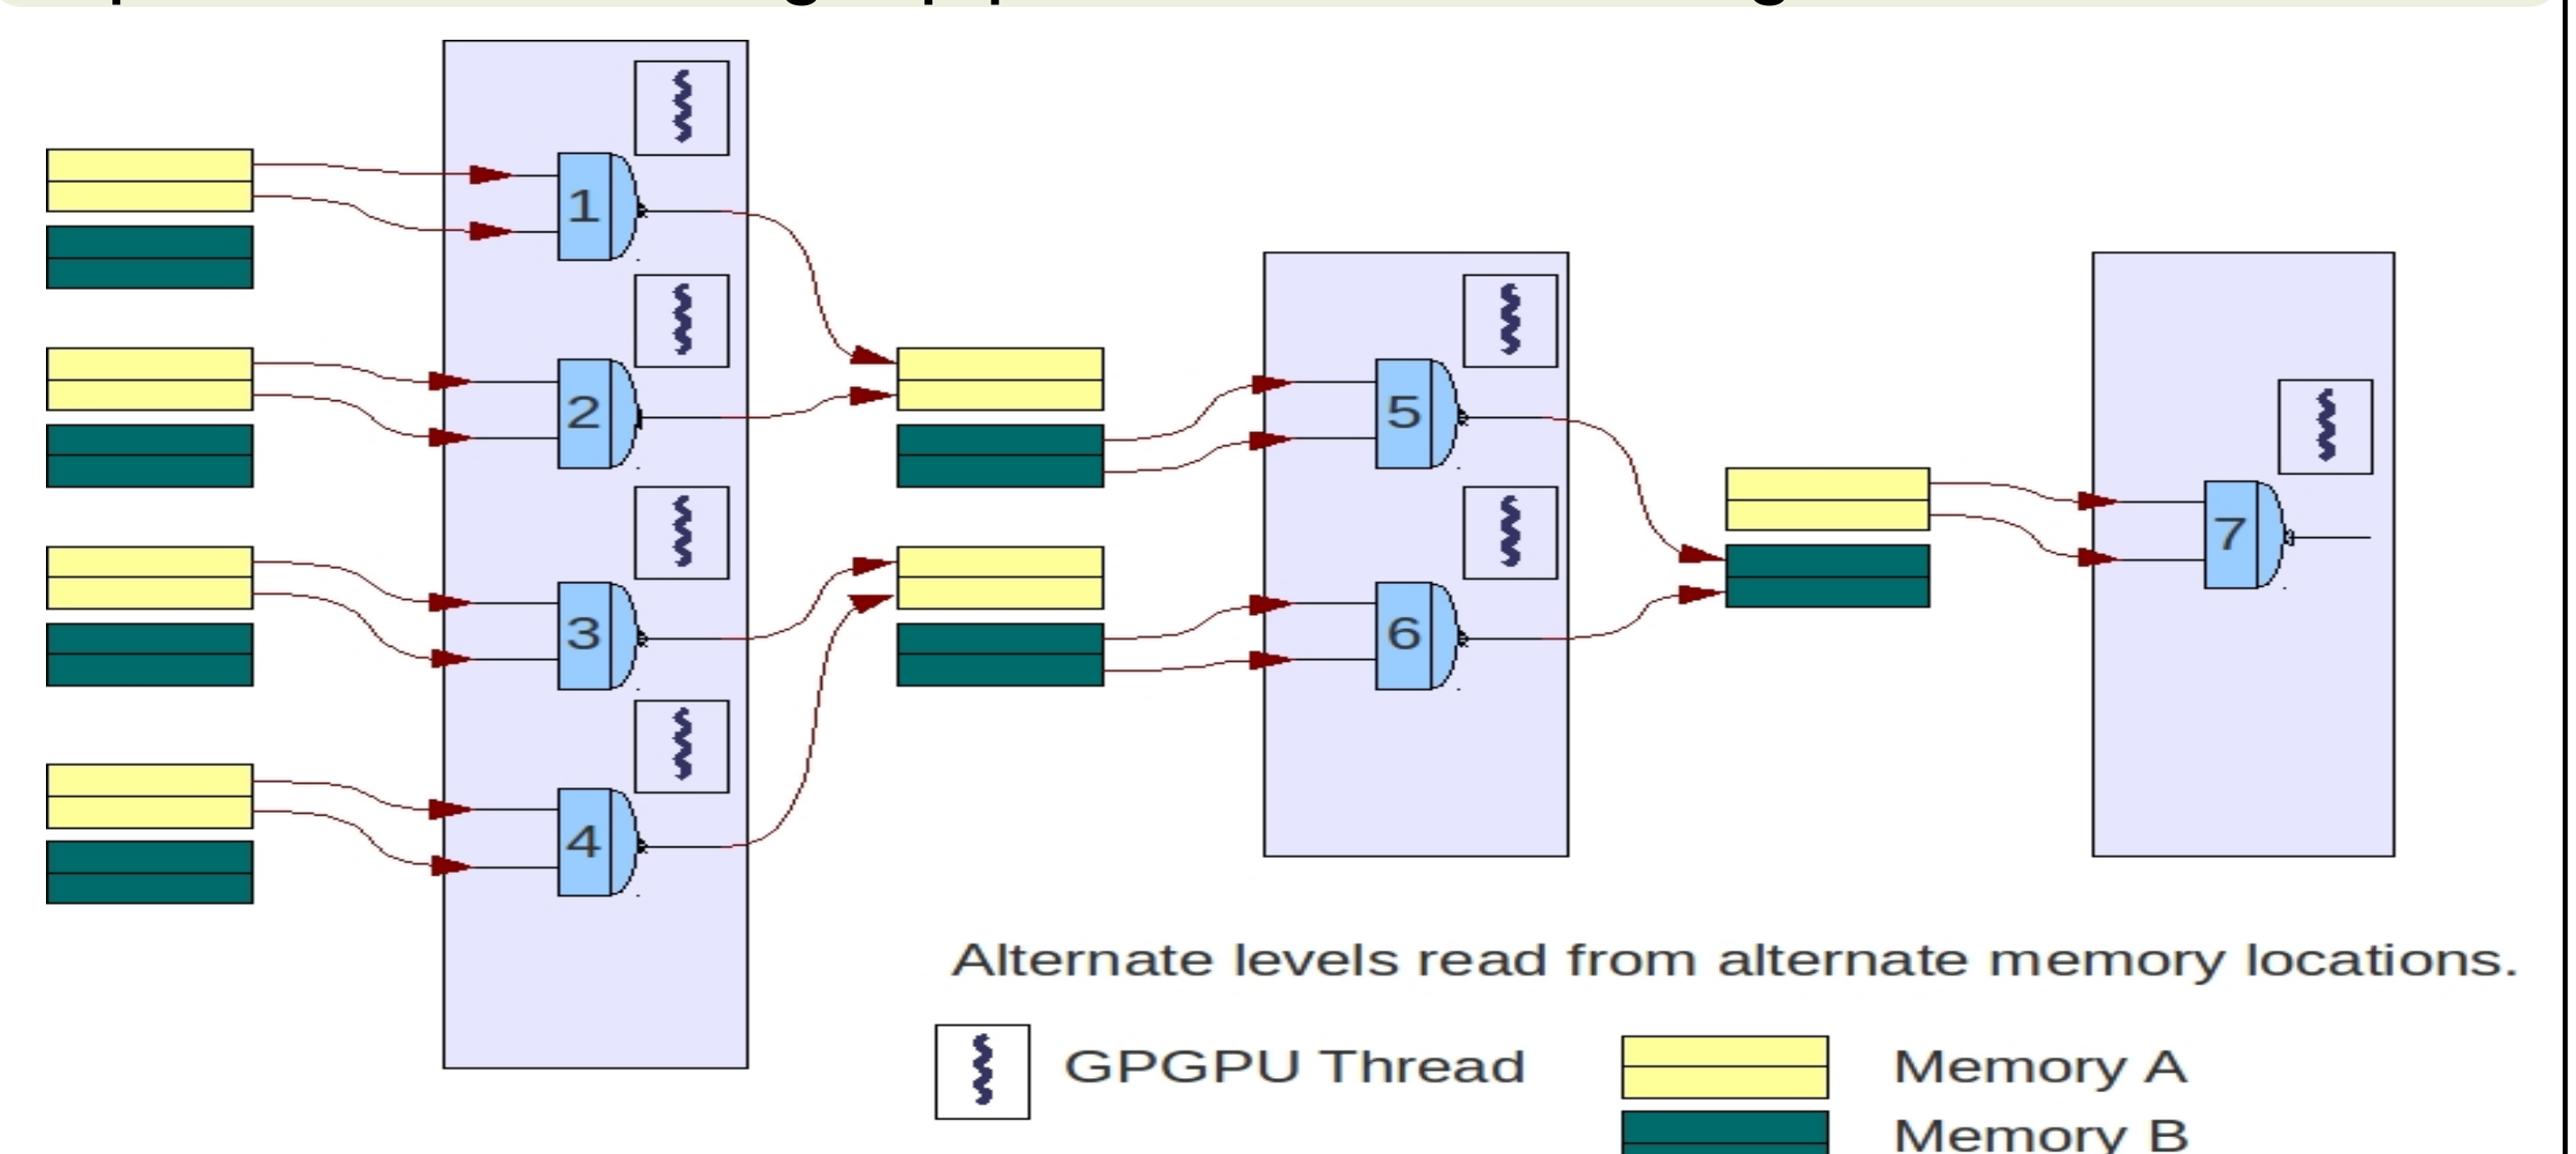 1
2
3
4
5
6
7
Alternate levels read from alternate memory locations.
GPGPU Thread
Memory A
Memory B